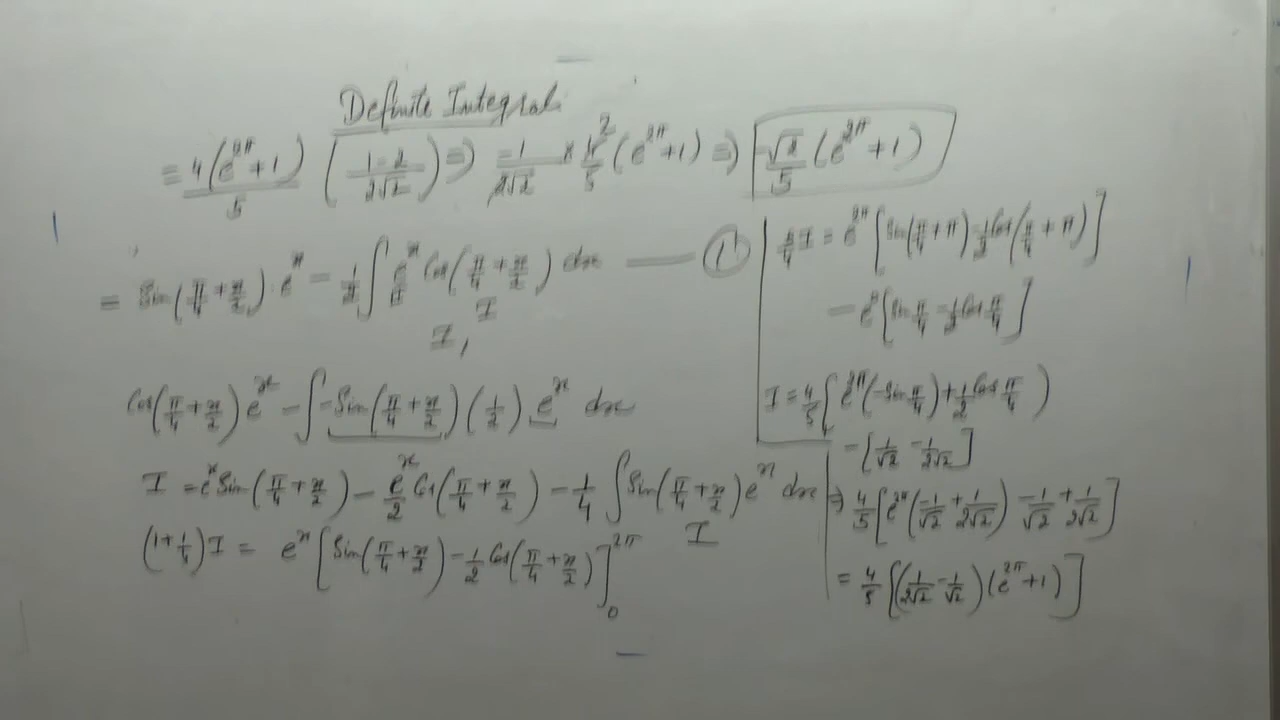 Definite Integral
= 4(e^2π + 1)/5 ((1-2)/2√2) ⇒ -1/2√2 × 4^2/5 (e^2π + 1) ⇒ -√2/5 (e^2π + 1)
= Sin(π/4 + x/2) · e^x - 1/2 ∫ e^x Cos(π/4 + x/2) dx —— ①
I
I₁
Cos(π/4 + x/2) e^x - ∫ -Sin(π/4 + x/2) (1/2) · e^x dx
I = e^x Sin(π/4 + x/2) - e^x/2 Cos(π/4 + x/2) - 1/4 ∫ Sin(π/4 + x/2) e^x dx
I
(1 + 1/4) I = e^x [Sin(π/4 + x/2) - 1/2 Cos(π/4 + x/2)]_0^2π
5/4 I = e^2π [Sin(π/4 + π) - 1/2 Cos(π/4 + π)]
- e^0 [Sin π/4 - 1/2 Cos π/4]
I = 4/5 [e^2π (-Sin π/4) + 1/2 Cos π/4)
- [1/√2 - 1/2√2]
⇒ 4/5 [e^2π (-1/√2 + 1/2√2) - 1/√2 + 1/2√2]
= 4/5 [(1/2√2 - 1/√2) (e^2π + 1)]